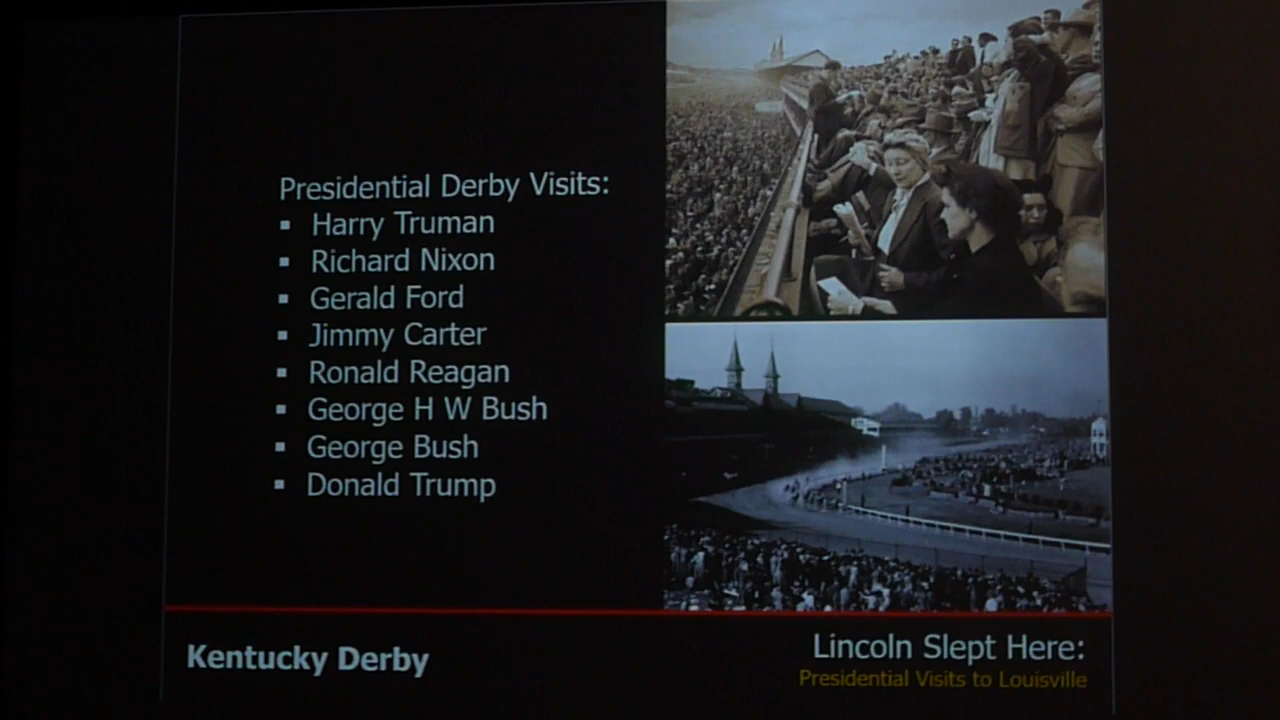 Presidential Derby Visits:
▪ Harry Truman
▪ Richard Nixon
▪ Gerald Ford
▪ Jimmy Carter
▪ Ronald Reagan
▪ George H W Bush
▪ George Bush
▪ Donald Trump
Kentucky Derby
Lincoln Slept Here:
Presidential Visits to Louisville